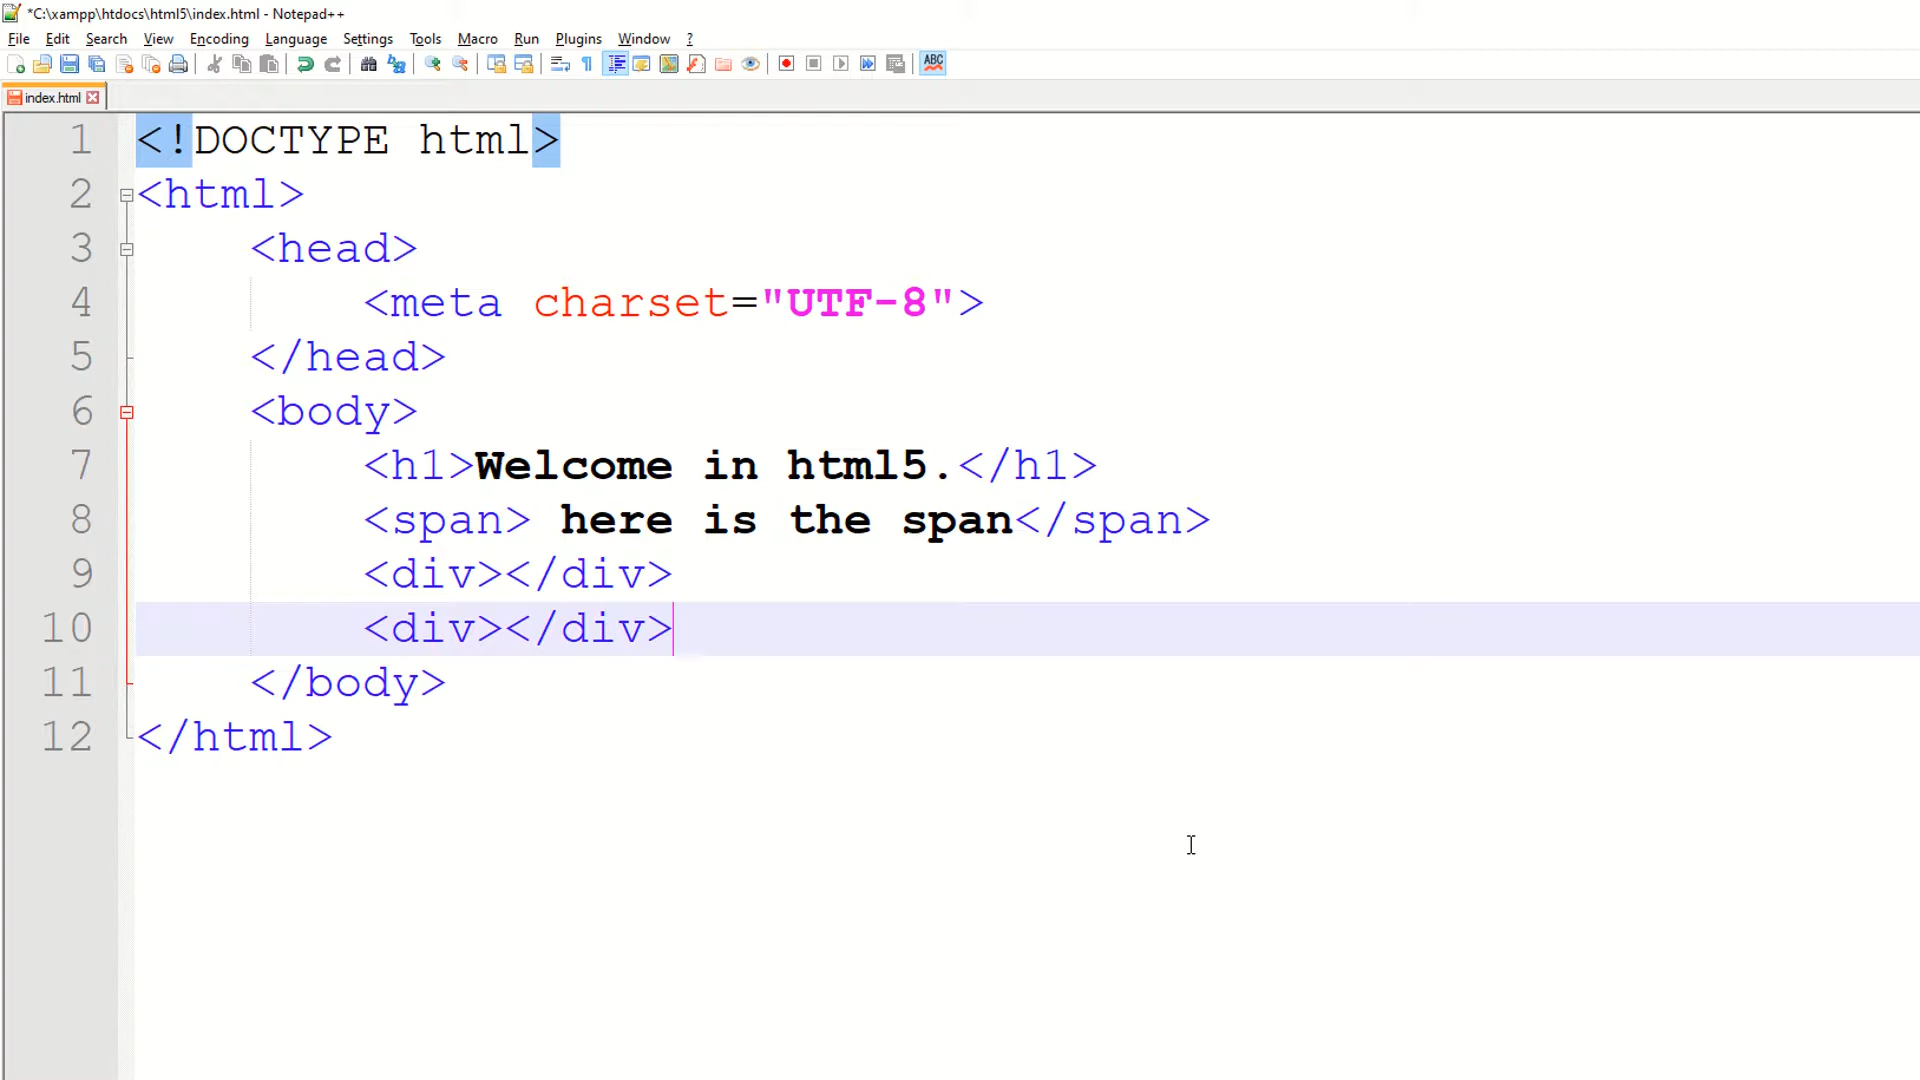 *C:\xampp\htdocs\html5\index.html - Notepad++
File Edit Search View Encoding Language Settings Tools Macro Run Plugins Window ?
ABC
index.html
1 <!DOCTYPE html>
2 <html>
3 <head>
4 <meta charset="UTF-8">
5 </head>
6 <body>
7 <h1>Welcome in html5.</h1>
8 <span> here is the span</span>
9 <div></div>
10 <div></div>
11 </body>
12 </html>